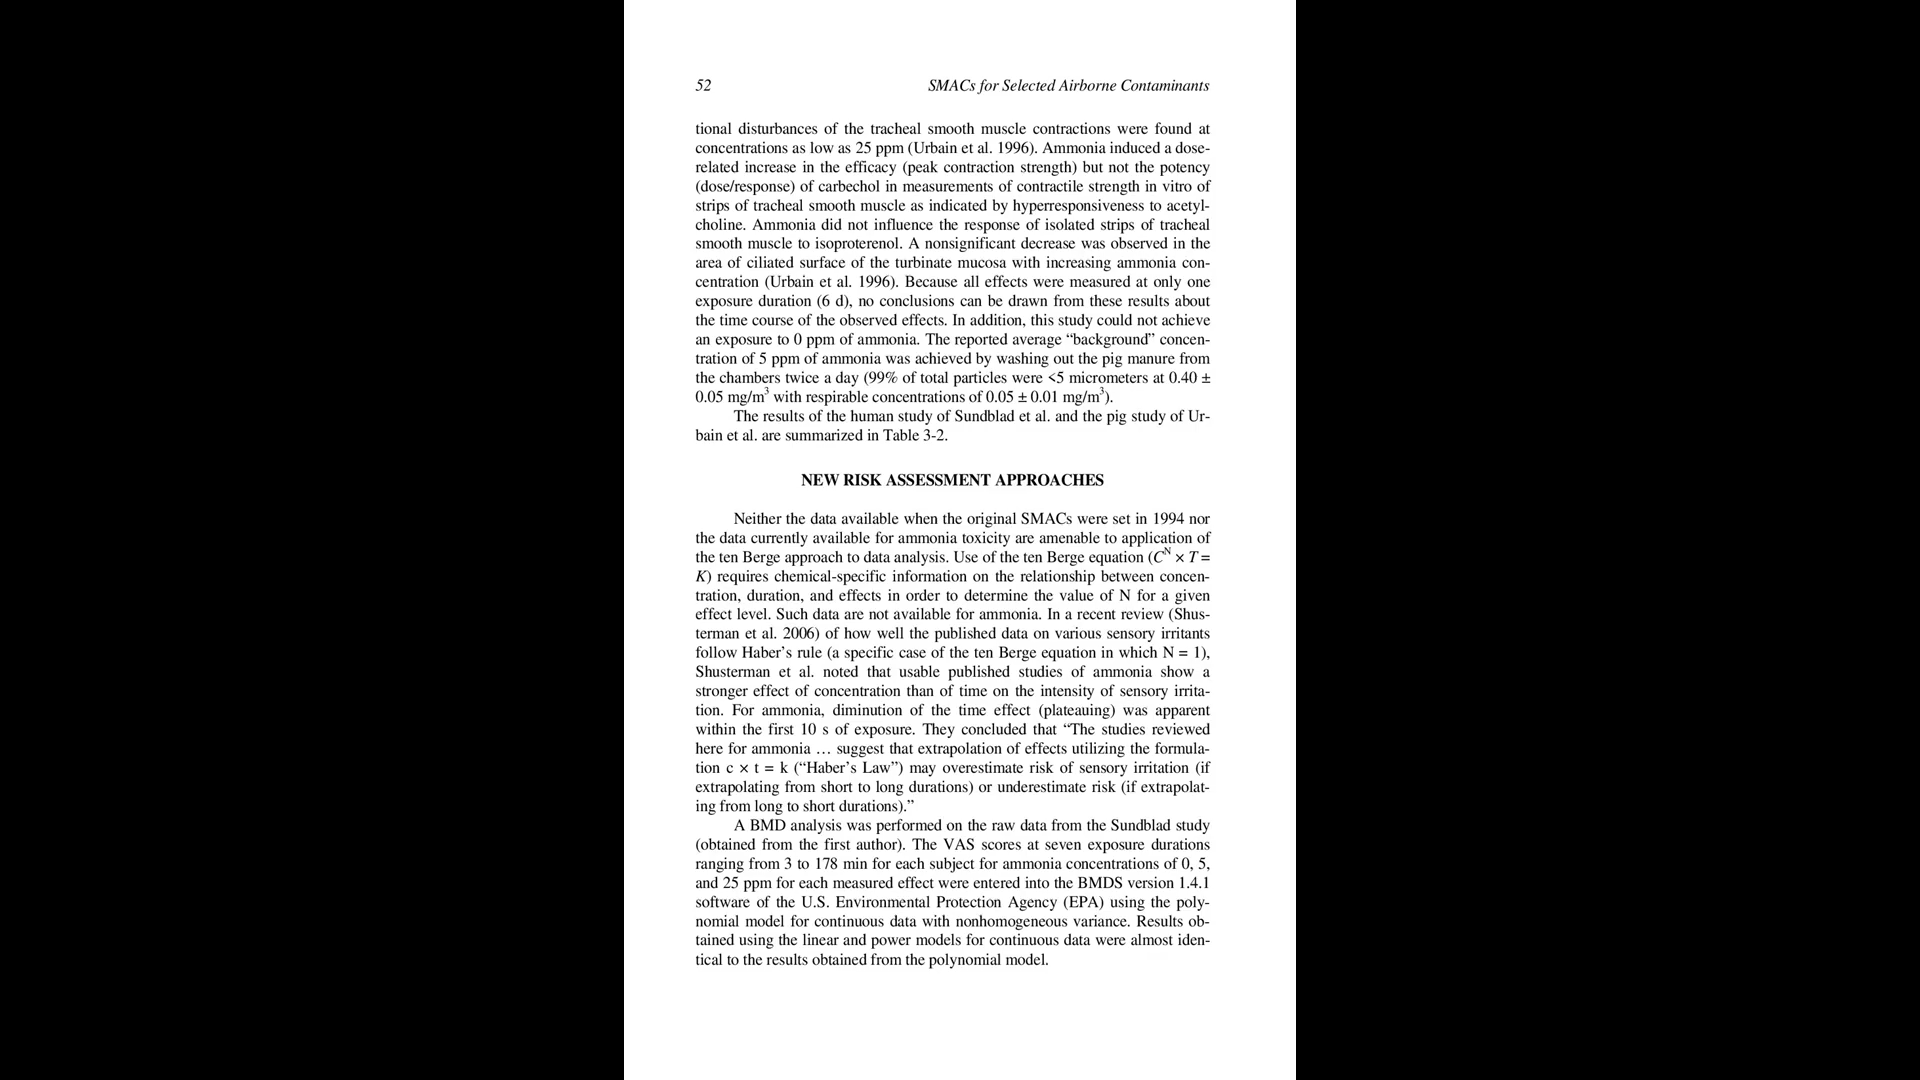 52 SMACs for Selected Airborne Contaminants
tional disturbances of the tracheal smooth muscle contractions were found at
concentrations as low as 25 ppm (Urbain et al. 1996). Ammonia induced a dose-
related increase in the efficacy (peak contraction strength) but not the potency
(dose/response) of carbechol in measurements of contractile strength in vitro of
strips of tracheal smooth muscle as indicated by hyperresponsiveness to acetyl-
choline. Ammonia did not influence the response of isolated strips of tracheal
smooth muscle to isoproterenol. A nonsignificant decrease was observed in the
area of ciliated surface of the turbinate mucosa with increasing ammonia con-
centration (Urbain et al. 1996). Because all effects were measured at only one
exposure duration (6 d), no conclusions can be drawn from these results about
the time course of the observed effects. In addition, this study could not achieve
an exposure to 0 ppm of ammonia. The reported average “background” concen-
tration of 5 ppm of ammonia was achieved by washing out the pig manure from
the chambers twice a day (99% of total particles were <5 micrometers at 0.40 ±
0.05 mg/m³ with respirable concentrations of 0.05 ± 0.01 mg/m³).
The results of the human study of Sundblad et al. and the pig study of Ur-
bain et al. are summarized in Table 3-2.
NEW RISK ASSESSMENT APPROACHES
Neither the data available when the original SMACs were set in 1994 nor
the data currently available for ammonia toxicity are amenable to application of
the ten Berge approach to data analysis. Use of the ten Berge equation (Cᴺ × T =
K) requires chemical-specific information on the relationship between concen-
tration, duration, and effects in order to determine the value of N for a given
effect level. Such data are not available for ammonia. In a recent review (Shus-
terman et al. 2006) of how well the published data on various sensory irritants
follow Haber’s rule (a specific case of the ten Berge equation in which N = 1),
Shusterman et al. noted that usable published studies of ammonia show a
stronger effect of concentration than of time on the intensity of sensory irrita-
tion. For ammonia, diminution of the time effect (plateauing) was apparent
within the first 10 s of exposure. They concluded that “The studies reviewed
here for ammonia … suggest that extrapolation of effects utilizing the formula-
tion c × t = k (“Haber’s Law”) may overestimate risk of sensory irritation (if
extrapolating from short to long durations) or underestimate risk (if extrapolat-
ing from long to short durations).”
A BMD analysis was performed on the raw data from the Sundblad study
(obtained from the first author). The VAS scores at seven exposure durations
ranging from 3 to 178 min for each subject for ammonia concentrations of 0, 5,
and 25 ppm for each measured effect were entered into the BMDS version 1.4.1
software of the U.S. Environmental Protection Agency (EPA) using the poly-
nomial model for continuous data with nonhomogeneous variance. Results ob-
tained using the linear and power models for continuous data were almost iden-
tical to the results obtained from the polynomial model.